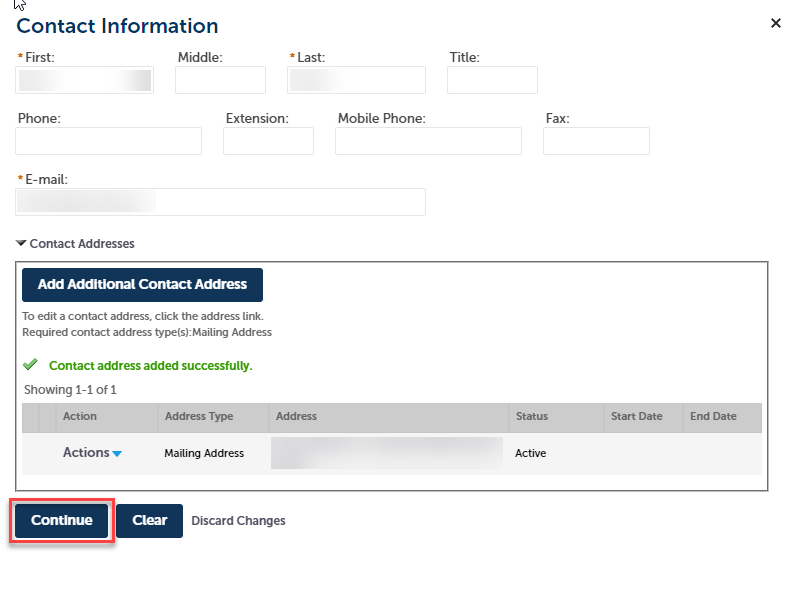 Contact Information
*First: Middle: *Last: Title:
Phone: Extension: Mobile Phone: Fax:
*E-mail:
Contact Addresses
Add Additional Contact Address
To edit a contact address, click the address link.
Required contact address type(s):Mailing Address
Contact address added successfully.
Showing 1-1 of 1
Action Address Type Address Status Start Date End Date
Actions Mailing Address Active
Continue Clear Discard Changes